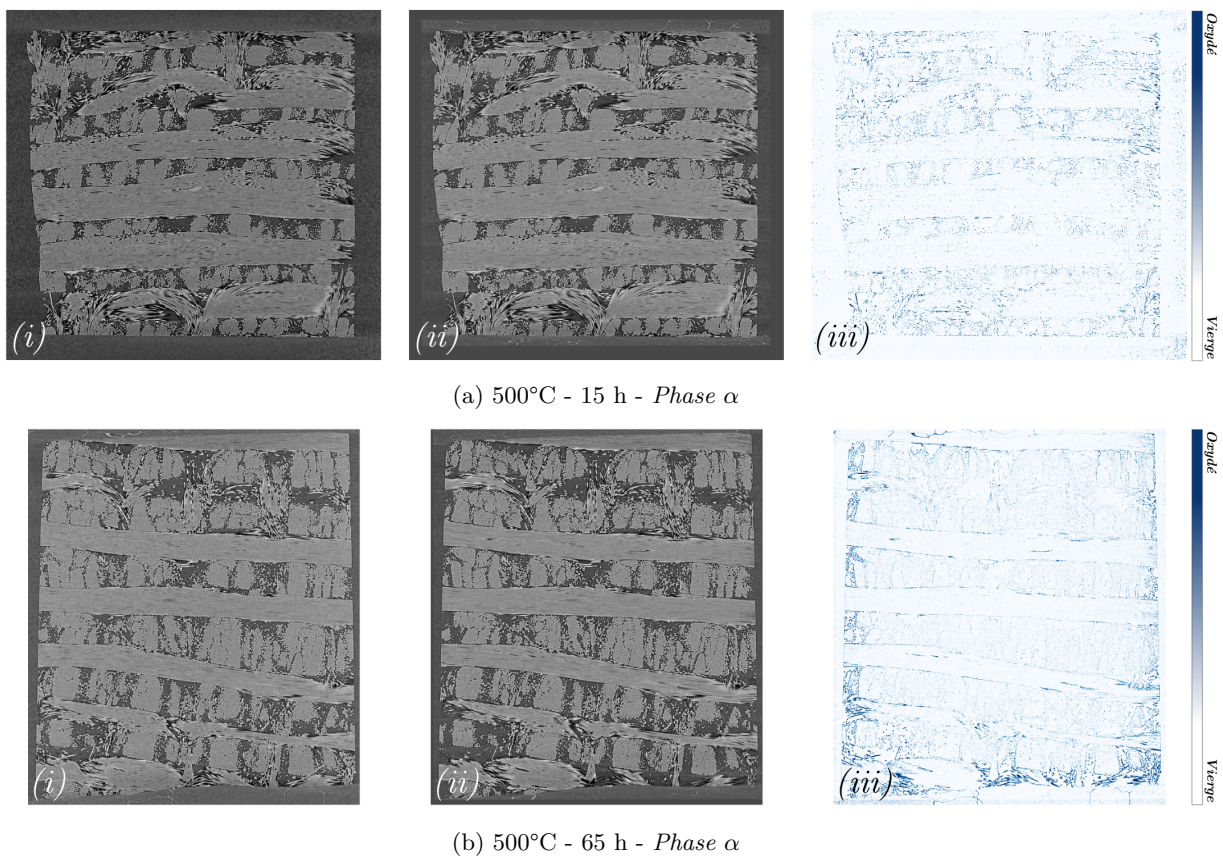 Oxydé
(i)
(ii)
(iii)
Vierge
(a) 500°C - 15 h - Phase α
Oxydé
(i)
(ii)
(iii)
Vierge
(b) 500°C - 65 h - Phase α